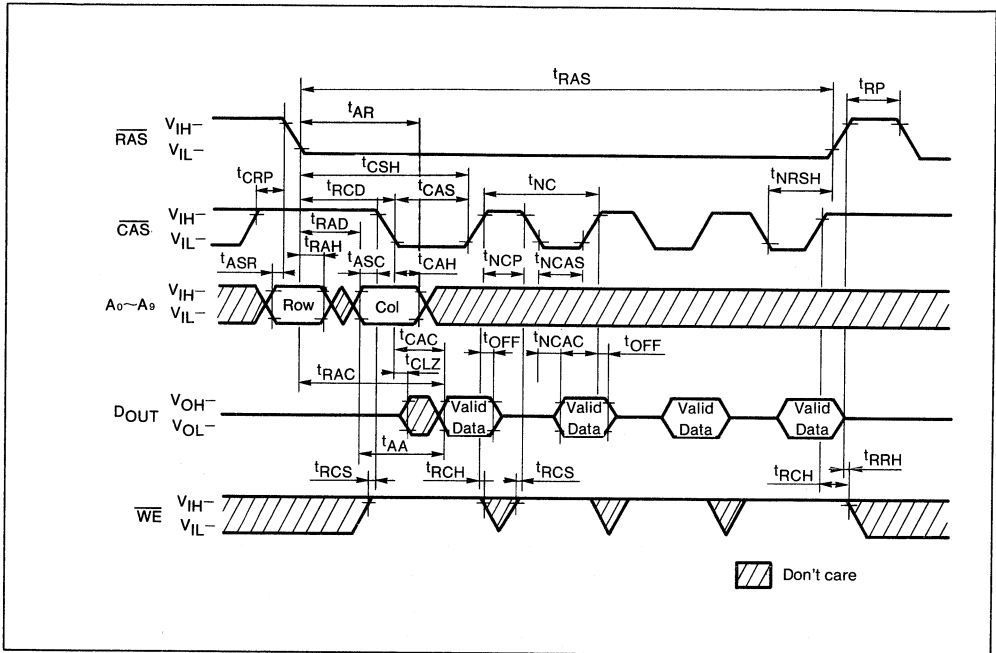 tRAS
tRP
tAR
RAS
VIH–
VIL–
tCSH
tCRP
tRCD
tCAS
tNC
tNRSH
CAS
VIH–
VIL–
tRAD
tRAH
tASR
tASC
tCAH
tNCP
tNCAS
A0~A9
VIH–
VIL–
Row
Col
tCAC
tOFF
tNCAC
tOFF
tCLZ
tRAC
DOUT
VOH–
VOL–
Valid
Data
Valid
Data
Valid
Data
Valid
Data
tAA
tRCS
tRCH
tRCS
tRCH
tRRH
WE
VIH–
VIL–
Don't care